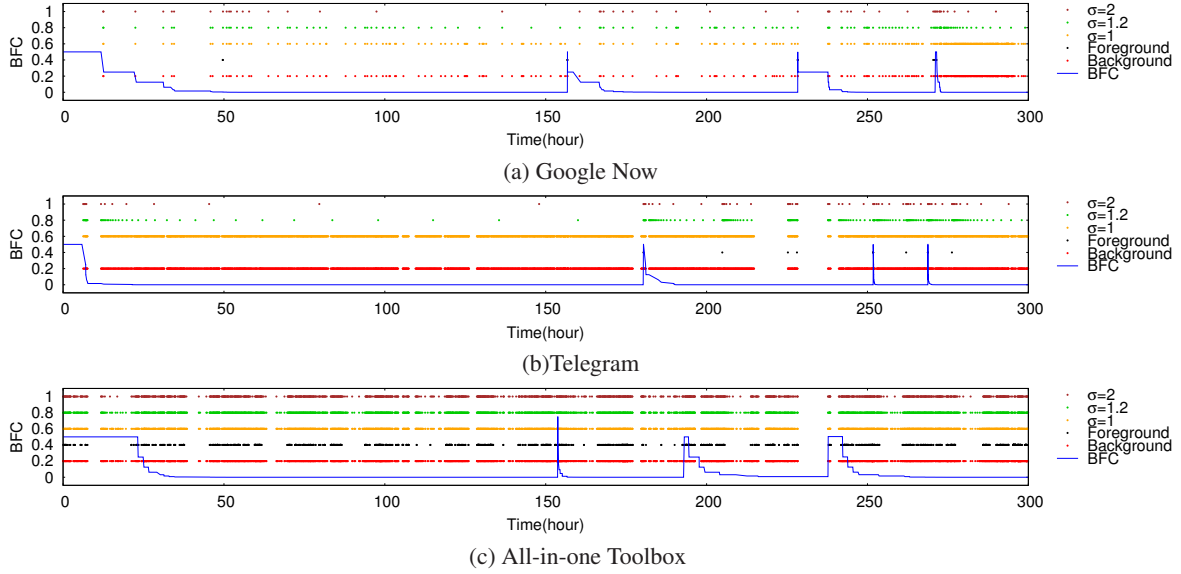 BFC
1
0.8
0.6
0.4
0.2
0
0 50 100 150 200 250 300
Time(hour)
σ=2
σ=1.2
σ=1
Foreground
Background
BFC
(a) Google Now
BFC
1
0.8
0.6
0.4
0.2
0
0 50 100 150 200 250 300
Time(hour)
σ=2
σ=1.2
σ=1
Foreground
Background
BFC
(b)Telegram
BFC
1
0.8
0.6
0.4
0.2
0
0 50 100 150 200 250 300
Time(hour)
σ=2
σ=1.2
σ=1
Foreground
Background
BFC
(c) All-in-one Toolbox